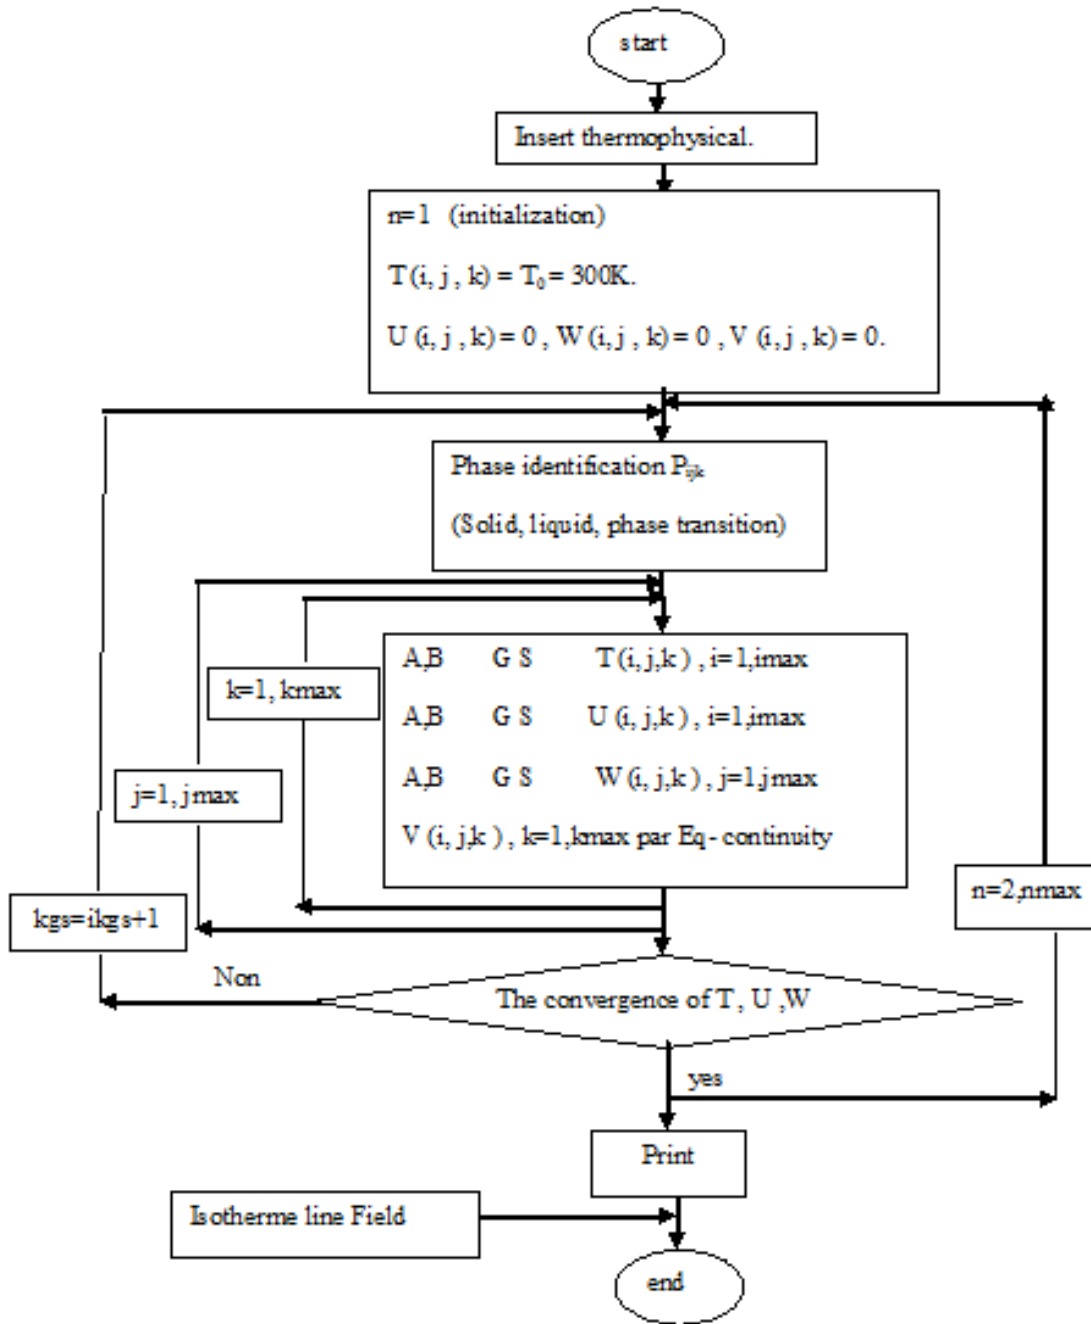 start
Insert thermophysical.
n=1 (initialization)
T(i, j , k) = T₀ = 300K.
U (i, j , k) = 0 , W (i, j , k) = 0 , V (i, j , k) = 0.
Phase identification Pᵢⱼₖ
(Solid, liquid, phase transition)
A,B G S T(i, j,k ) , i=1,imax
k=1, kmax
A,B G S U (i, j,k ) , i=1,imax
A,B G S W (i, j,k ) , j=1,jmax
j=1, jmax
V (i, j,k ) , k=1,kmax par Eq- continuity
n=2,nmax
kgs=ikgs+1
Non
The convergence of T , U ,W
yes
Print
Isotherme line Field
end